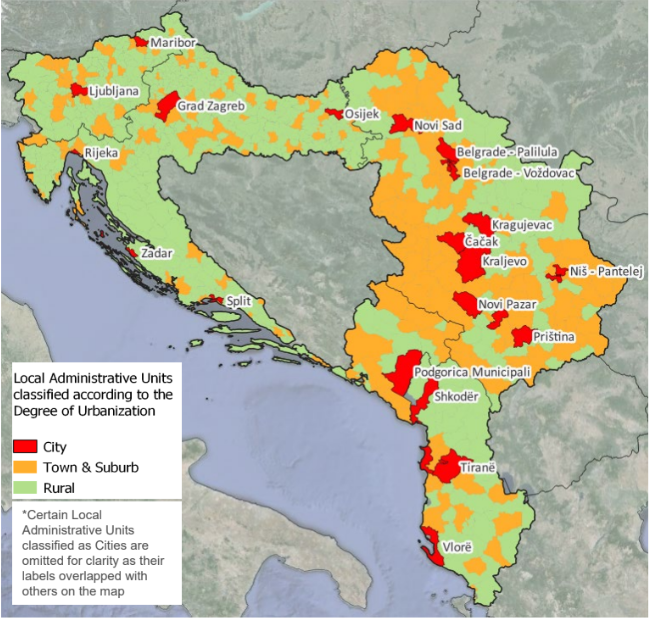 Maribor
Ljubljana
Grad Zagreb
Osijek
Novi Sad
Rijeka
Belgrade - Palilula
Belgrade - Voždovac
Kragujevac
Čačak
Zadar
Kraljevo
Niš - Pantelej
Split
Novi Pazar
Priština
Podgorica Municipali
Shkodër
Tiranë
Vlorë
Local Administrative Units
classified according to the
Degree of Urbanization
City
Town & Suburb
Rural
*Certain Local
Administrative Units
classified as Cities are
omitted for clarity as their
labels overlapped with
others on the map